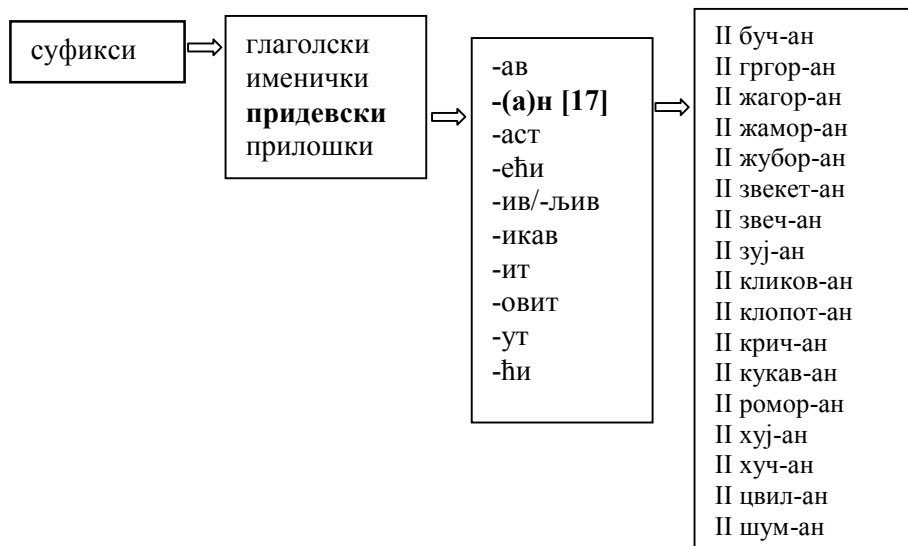 суфикси
глаголски
именички
придевски
прилошки
-ав
-(а)н [17]
-аст
-ећи
-ив/-љив
-икав
-ит
-овит
-ут
-ћи
II буч-ан
II гргор-ан
II жагор-ан
II жамор-ан
II жубор-ан
II звекет-ан
II звеч-ан
II зуј-ан
II кликов-ан
II клопот-ан
II крич-ан
II кукав-ан
II ромор-ан
II хуј-ан
II хуч-ан
II цвил-ан
II шум-ан